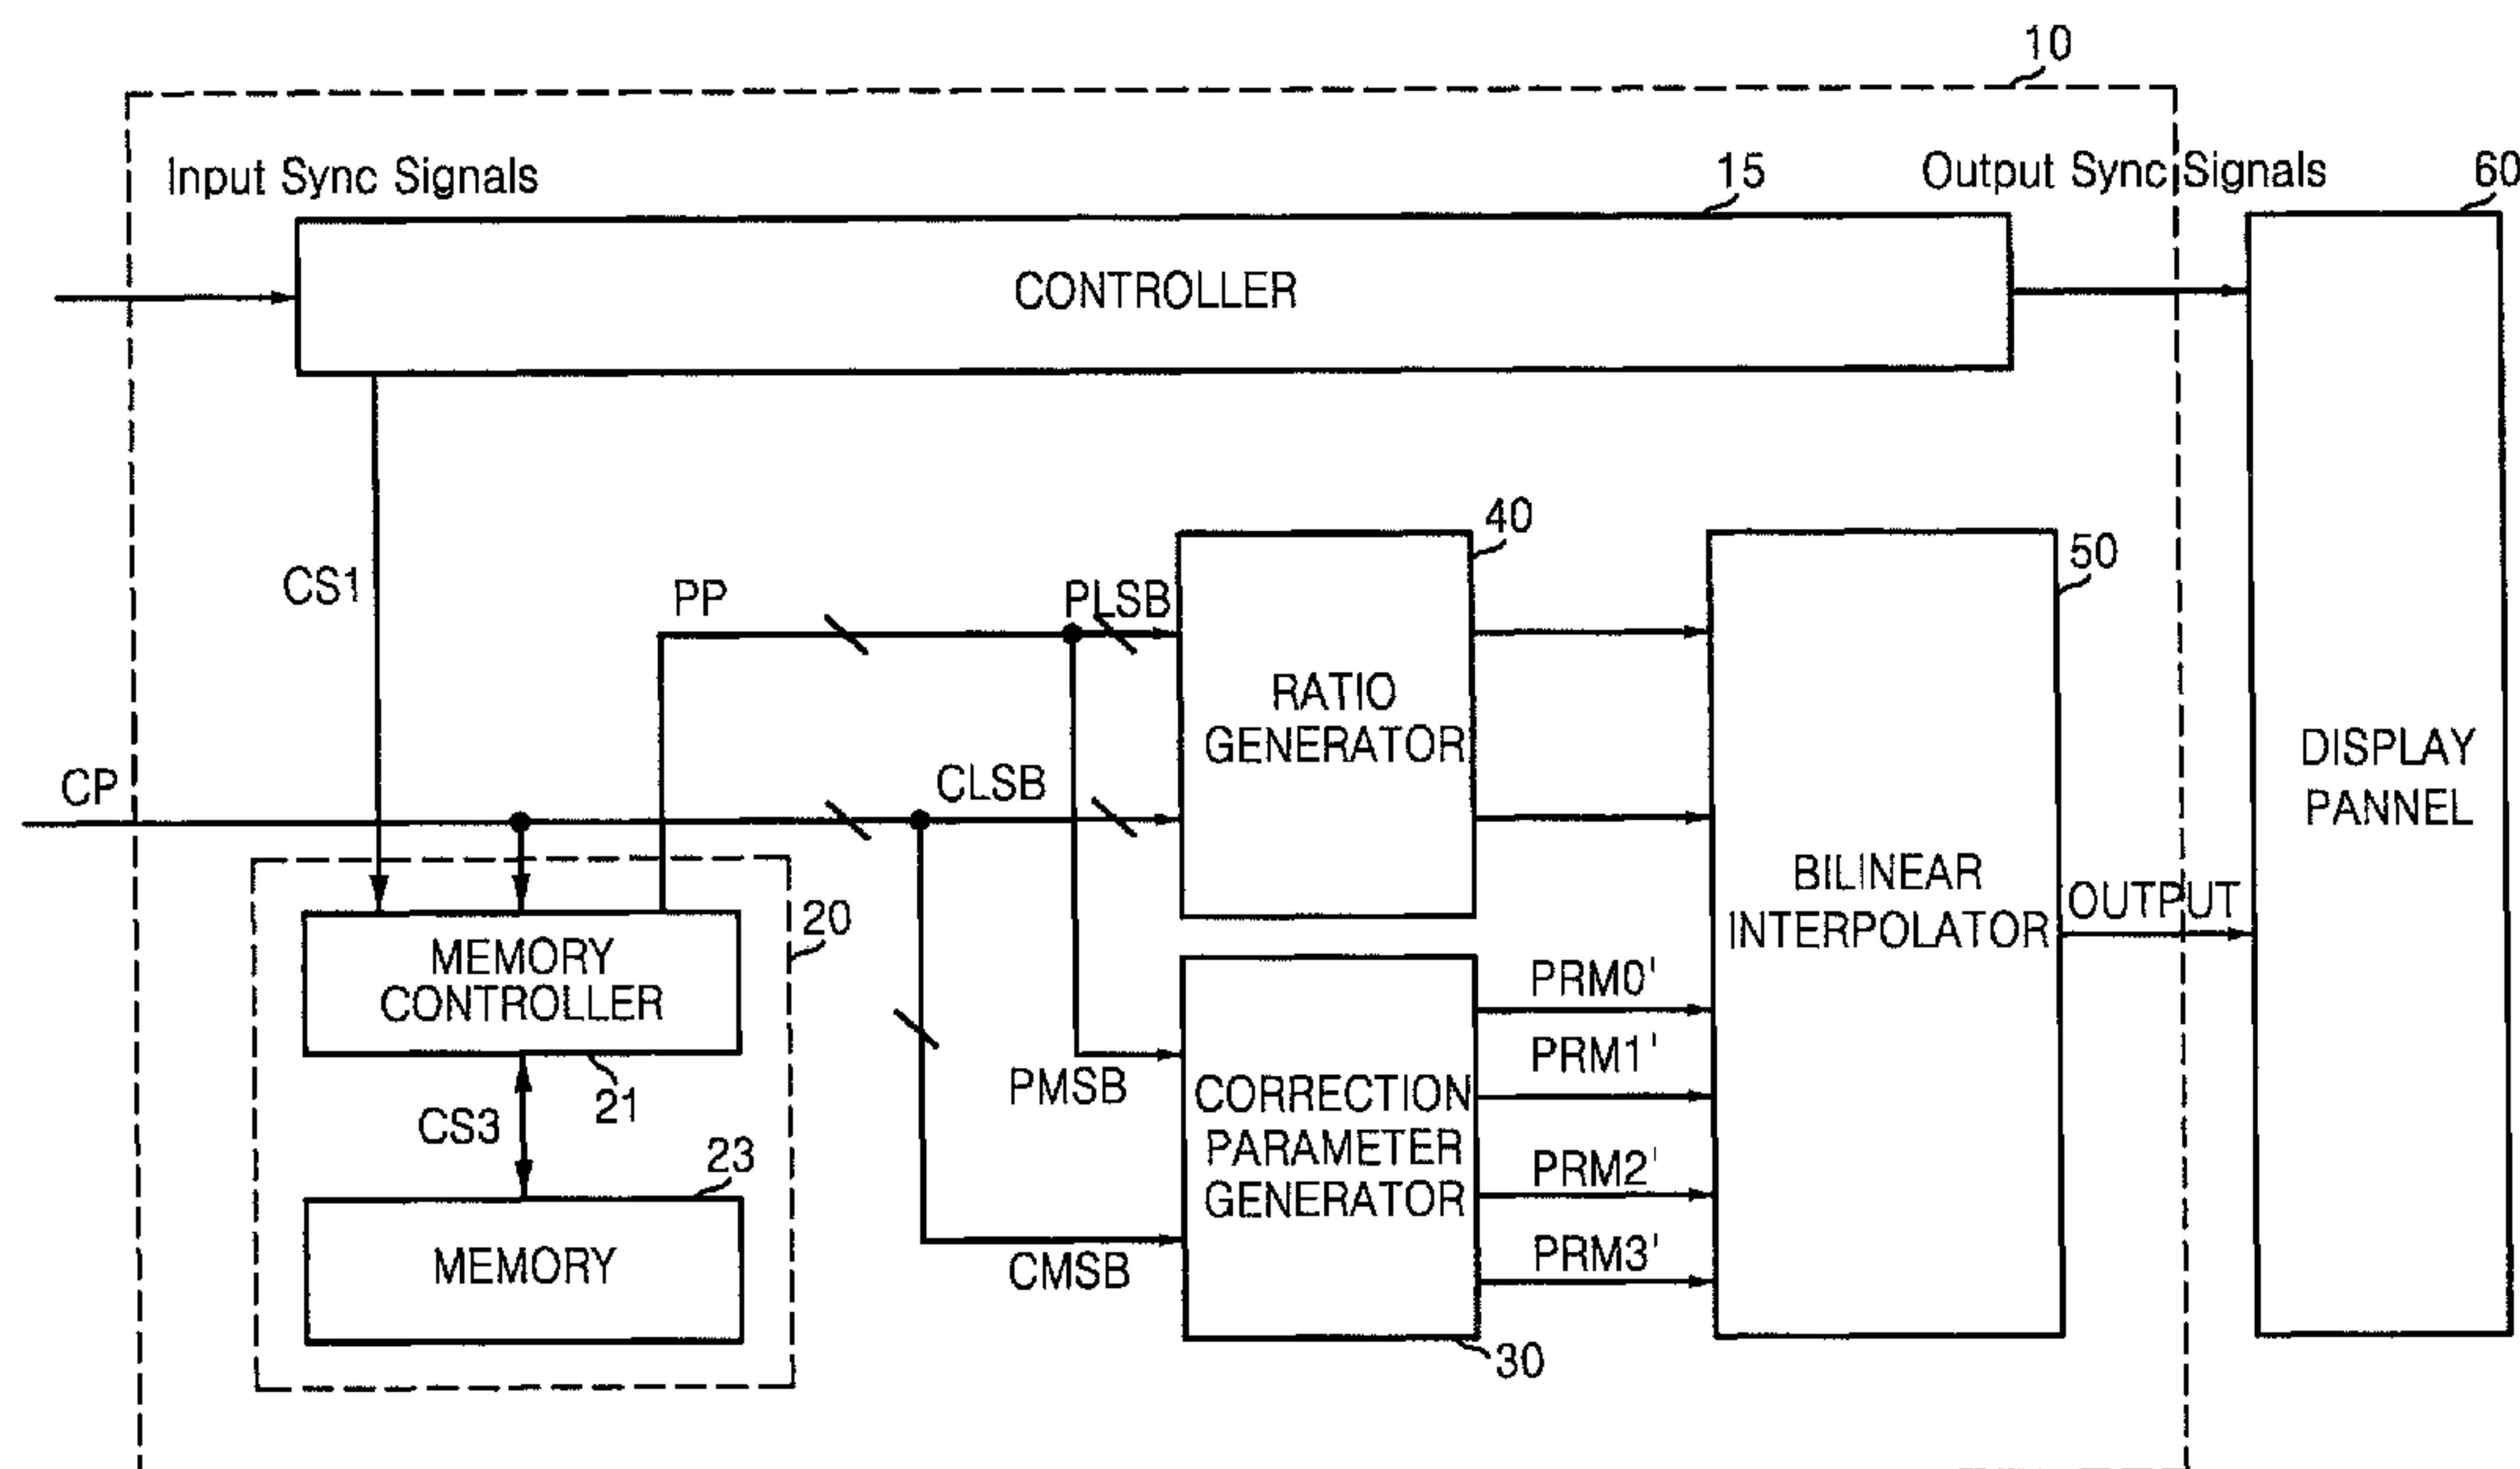 10
Input Sync Signals
15
Output Sync Signals
60
CONTROLLER
CS1
PP
PLSB
40
50
RATIO
GENERATOR
CP
CLSB
DISPLAY
PANNEL
BILINEAR
INTERPOLATOR
OUTPUT
20
MEMORY
CONTROLLER
PRM0'
PRM1'
PMSB
CORRECTION
PARAMETER
GENERATOR
21
CS3
23
PRM2'
PRM3'
MEMORY
CMSB
30